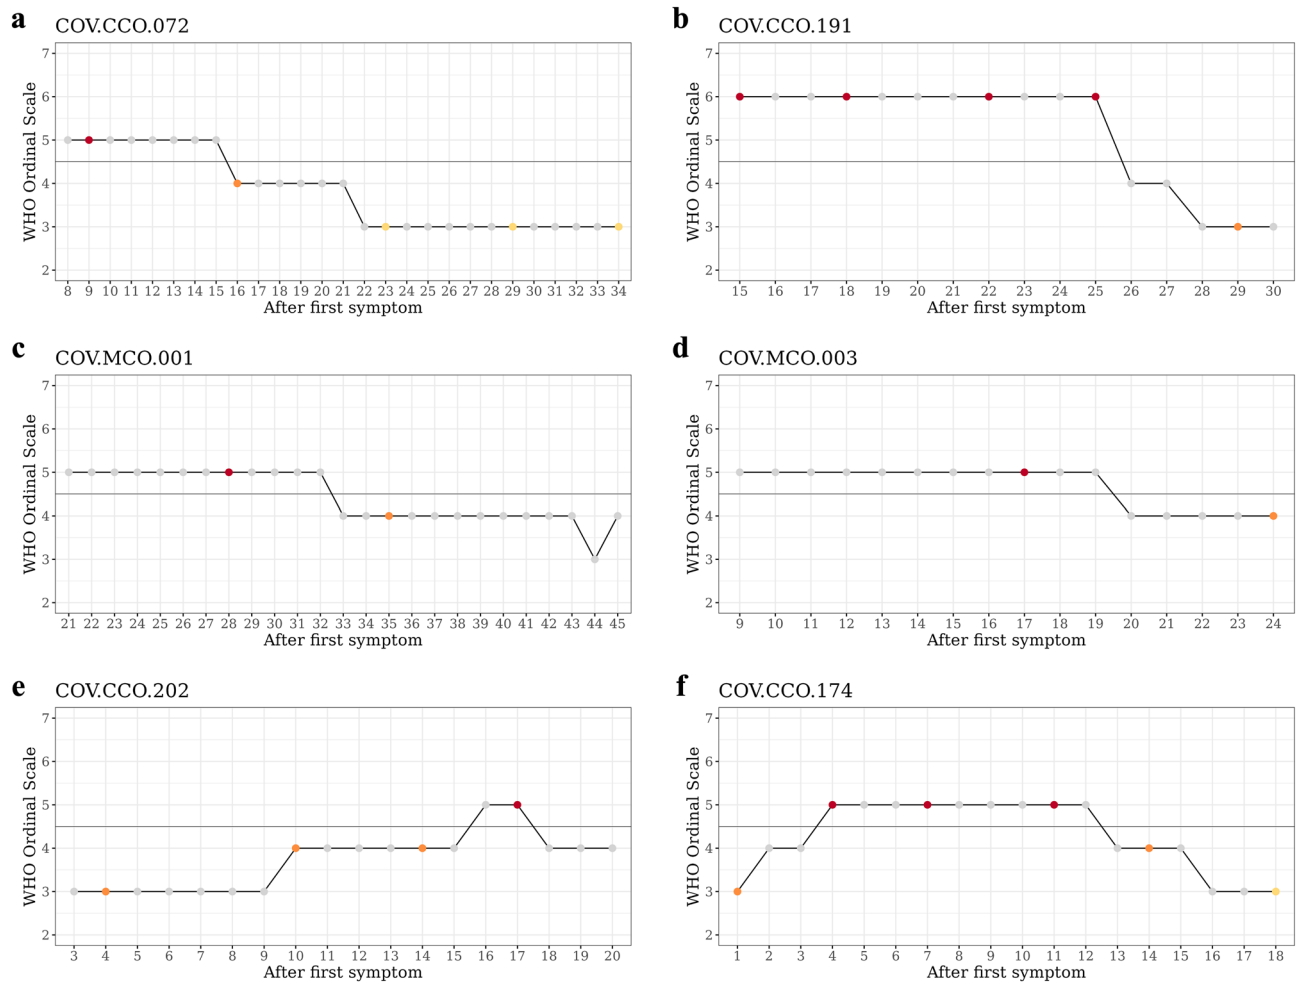 a
COV.CCO.072
WHO Ordinal Scale
7
6
5
4
3
2
8 9 10 11 12 13 14 15 16 17 18 19 20 21 22 23 24 25 26 27 28 29 30 31 32 33 34
After first symptom
b
COV.CCO.191
WHO Ordinal Scale
7
6
5
4
3
2
15 16 17 18 19 20 21 22 23 24 25 26 27 28 29 30
After first symptom
c
COV.MCO.001
WHO Ordinal Scale
7
6
5
4
3
2
21 22 23 24 25 26 27 28 29 30 31 32 33 34 35 36 37 38 39 40 41 42 43 44 45
After first symptom
d
COV.MCO.003
WHO Ordinal Scale
7
6
5
4
3
2
9 10 11 12 13 14 15 16 17 18 19 20 21 22 23 24
After first symptom
e
COV.CCO.202
WHO Ordinal Scale
7
6
5
4
3
2
3 4 5 6 7 8 9 10 11 12 13 14 15 16 17 18 19 20
After first symptom
f
COV.CCO.174
WHO Ordinal Scale
7
6
5
4
3
2
1 2 3 4 5 6 7 8 9 10 11 12 13 14 15 16 17 18
After first symptom